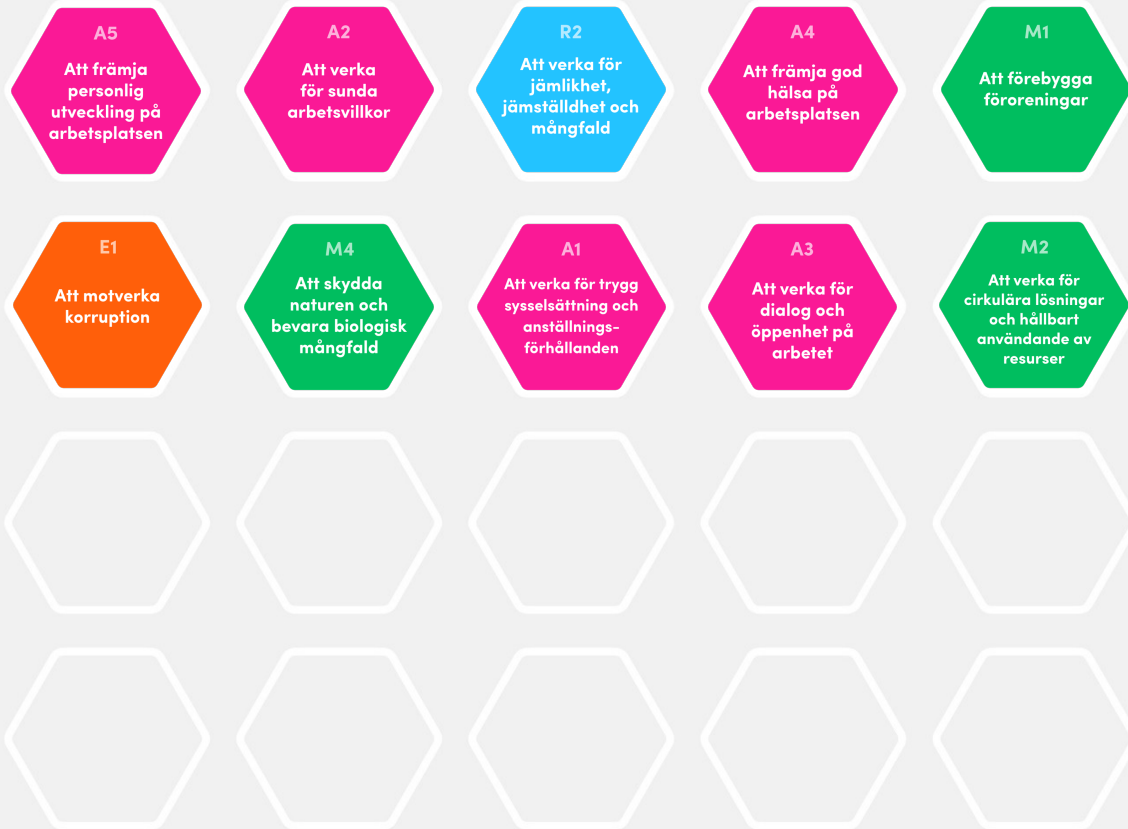 A5
Att främja
personlig
utveckling på
arbetsplatsen
A2
Att verka
för sunda
arbetsvillkor
R2
Att verka för
jämlikhet,
jämställdhet och
mångfald
A4
Att främja god
hälsa på
arbetsplatsen
M1
Att förebygga
föroreningar
E1
Att motverka
korruption
M4
Att skydda
naturen och
bevara biologisk
mångfald
A1
Att verka för trygg
sysselsättning och
anställnings-
förhållanden
A3
Att verka för
dialog och
öppenhet på
arbetet
M2
Att verka för
cirkulära lösningar
och hållbart
användande av
resurser